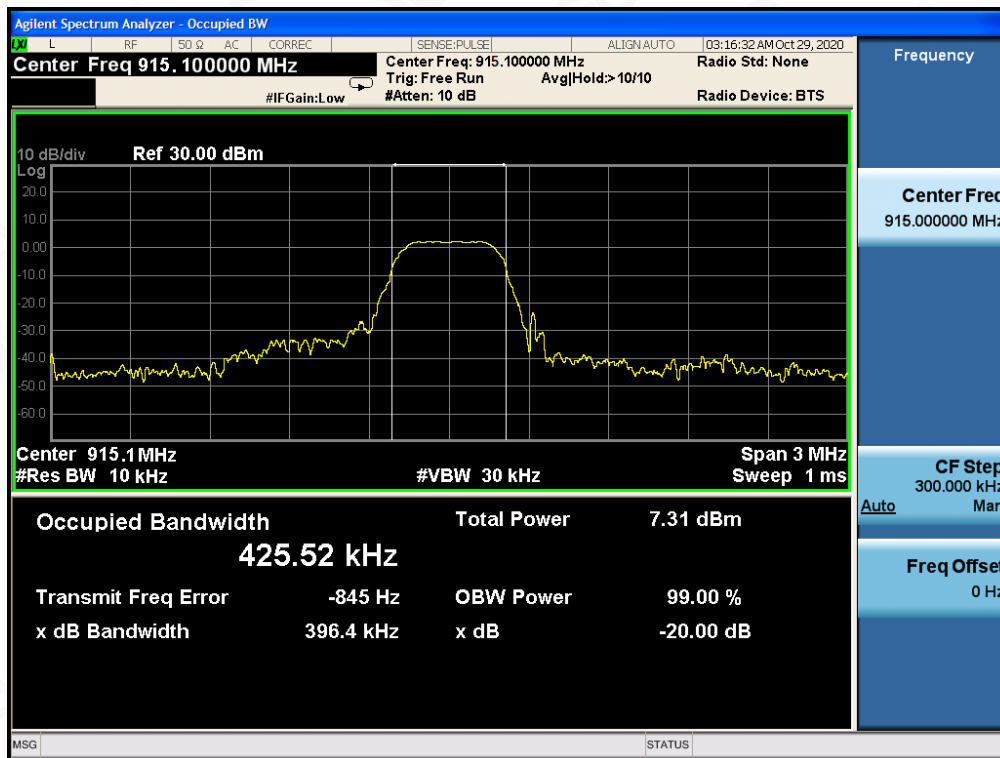 Agilent Spectrum Analyzer - Occupied BW
LXI L RF 50 Ω AC CORREC SENSE:PULSE ALIGN AUTO 03:16:32 AM Oct 29, 2020
Center Freq 915.100000 MHz
Center Freq: 915.100000 MHz
Radio Std: None
Trig: Free Run Avg|Hold:> 10/10
#IFGain:Low
#Atten: 10 dB
Radio Device: BTS
10 dB/div Ref 30.00 dBm
Log
20.0
10.0
0.00
-10.0
-20.0
-30.0
-40.0
-50.0
-60.0
Center 915.1 MHz Span 3 MHz
#Res BW 10 kHz #VBW 30 kHz Sweep 1 ms
Occupied Bandwidth Total Power 7.31 dBm
425.52 kHz
Transmit Freq Error -845 Hz OBW Power 99.00 %
x dB Bandwidth 396.4 kHz x dB -20.00 dB
MSG STATUS
Frequency
Center Freq
915.000000 MHz
CF Step
300.000 kHz
Auto Man
Freq Offset
0 Hz